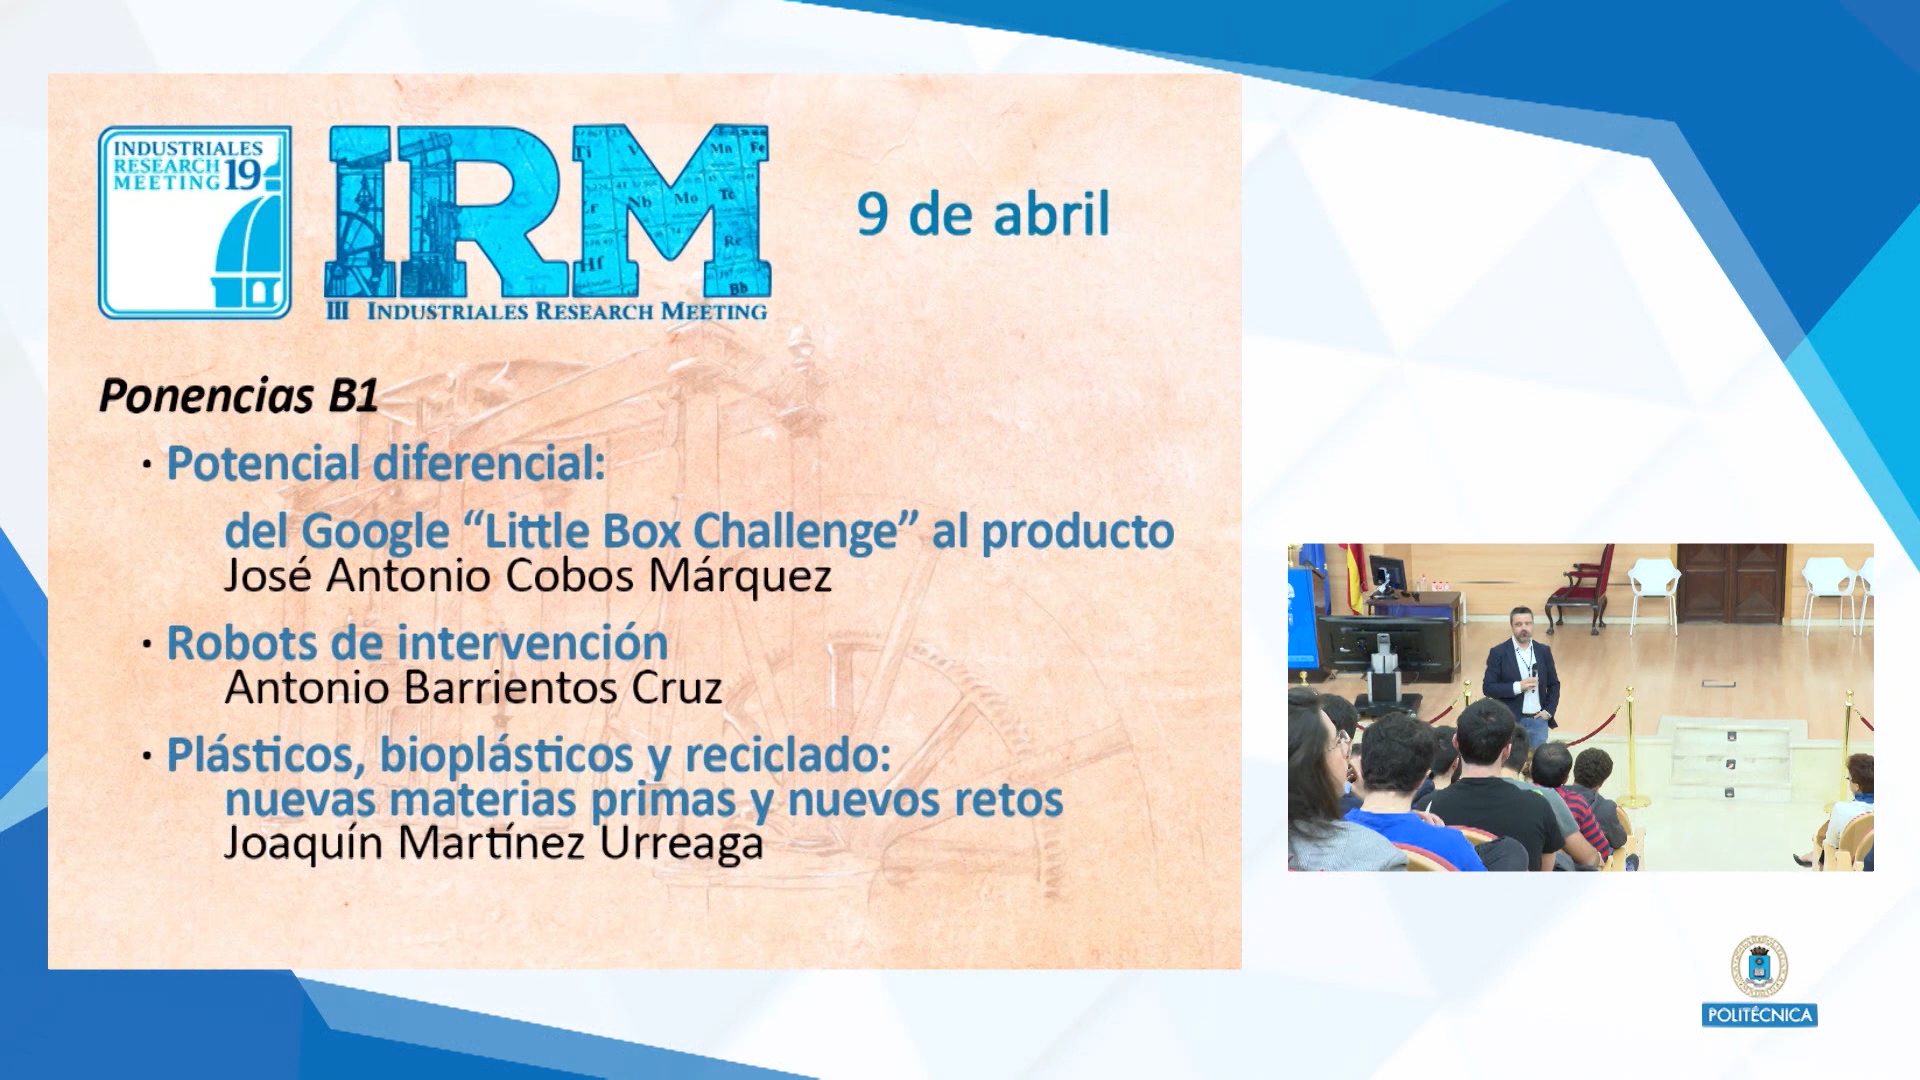 INDUSTRIALES
RESEARCH
MEETING 19
IRM
III INDUSTRIALES RESEARCH MEETING
9 de abril
Ponencias B1
· Potencial diferencial:
del Google “Little Box Challenge” al producto
José Antonio Cobos Márquez
· Robots de intervención
Antonio Barrientos Cruz
· Plásticos, bioplásticos y reciclado:
nuevas materias primas y nuevos retos
Joaquín Martínez Urreaga
POLITÉCNICA